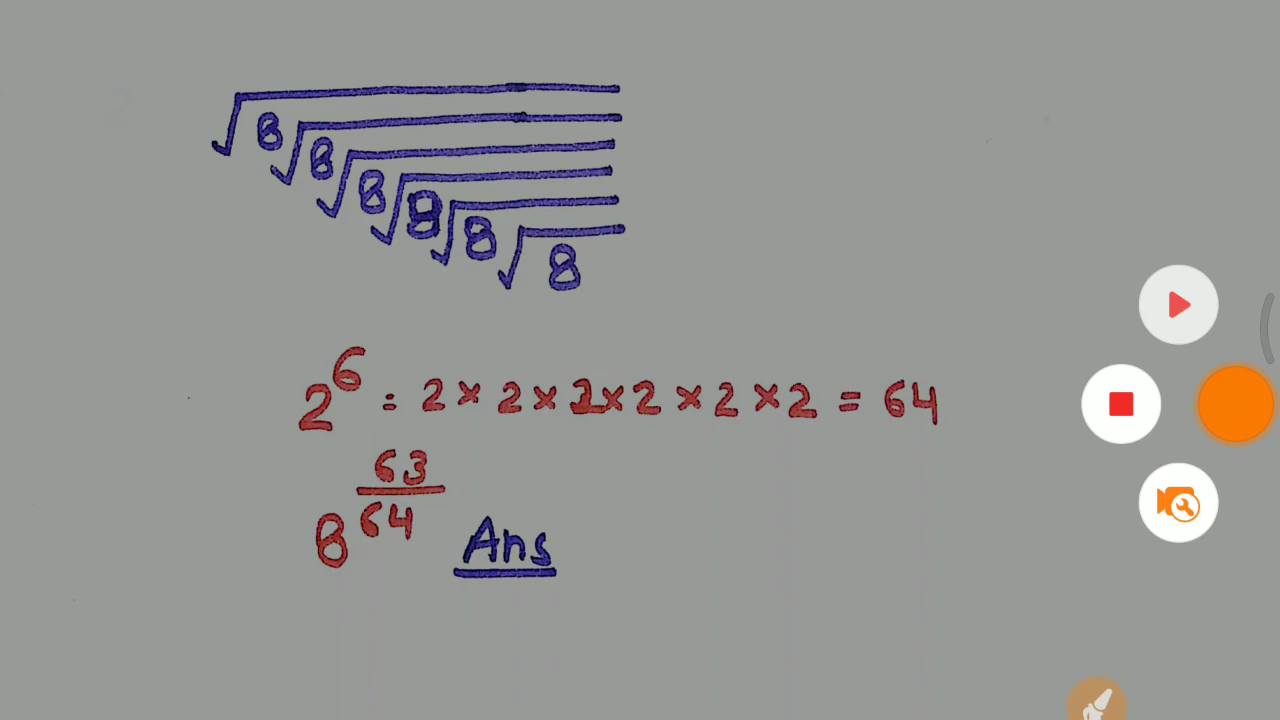 √8√8√8√8√8√8
2^6 = 2 × 2 × 2 × 2 × 2 × 2 = 64
8^(63/64) Ans